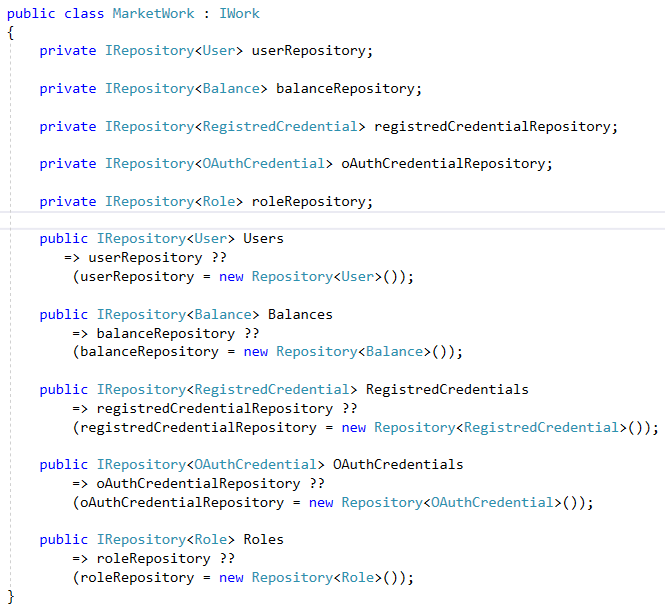 public class MarketWork : IWork
{
    private IRepository<User> userRepository;
    private IRepository<Balance> balanceRepository;
    private IRepository<RegistredCredential> registredCredentialRepository;
    private IRepository<OAuthCredential> oAuthCredentialRepository;
    private IRepository<Role> roleRepository;
    public IRepository<User> Users
       => userRepository ??
        (userRepository = new Repository<User>());
    public IRepository<Balance> Balances
        => balanceRepository ??
        (balanceRepository = new Repository<Balance>());
    public IRepository<RegistredCredential> RegistredCredentials
        => registredCredentialRepository ??
        (registredCredentialRepository = new Repository<RegistredCredential>());
    public IRepository<OAuthCredential> OAuthCredentials
        => oAuthCredentialRepository ??
        (oAuthCredentialRepository = new Repository<OAuthCredential>());
    public IRepository<Role> Roles
        => roleRepository ??
        (roleRepository = new Repository<Role>());
}